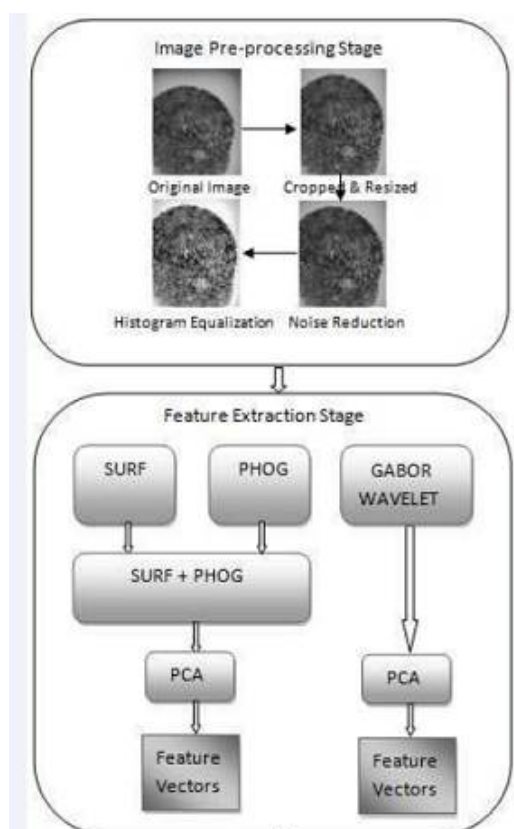 Image Pre-processing Stage
Original Image
Cropped & Resized
Histogram Equalization
Noise Reduction
Feature Extraction Stage
SURF
PHOG
GABOR
WAVELET
SURF + PHOG
PCA
PCA
Feature
Vectors
Feature
Vectors